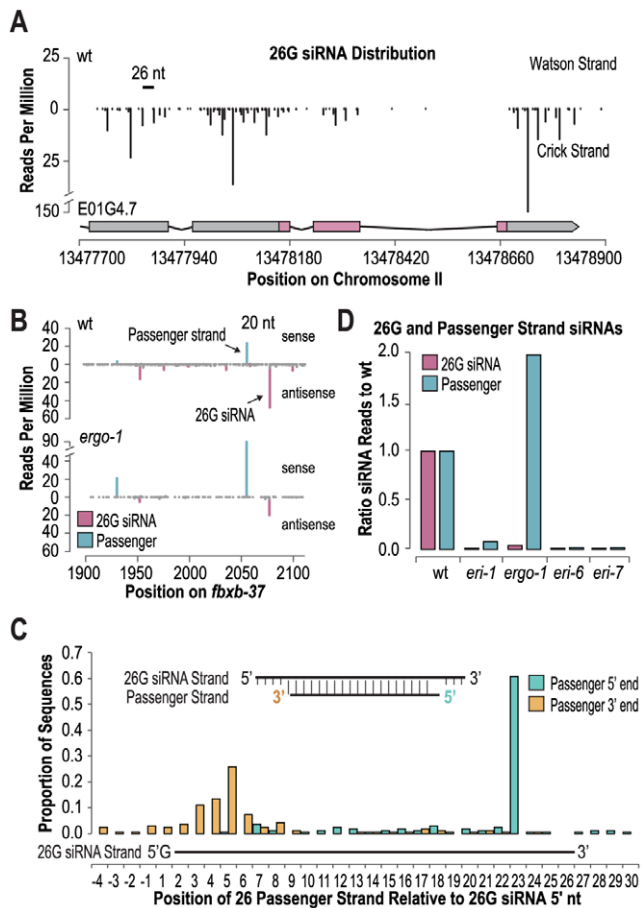 A
wt
26G siRNA Distribution
Watson Strand
26 nt
Crick Strand
Reads Per Million
25
0
25
150
E01G4.7
13477700 13477940 13478180 13478420 13478660 13478900
Position on Chromosome II
B
wt
Passenger strand
20 nt
sense
antisense
26G siRNA
Reads Per Million
40
20
0
20
40
60
ergo-1
90
40
20
0
20
40
60
sense
antisense
26G siRNA
Passenger
1900 1950 2000 2050 2100
Position on fbxb-37
D
26G and Passenger Strand siRNAs
26G siRNA
Passenger
Ratio siRNA Reads to wt
2.0
1.5
1.0
0.5
0
wt eri-1 ergo-1 eri-6 eri-7
C
Proportion of Sequences
0.7
0.6
0.5
0.4
0.3
0.2
0.1
0.0
26G siRNA Strand 5' 3'
Passenger Strand 3' 5'
Passenger 5' end
Passenger 3' end
26G siRNA Strand 5'G 3'
-4 -3 -2 -1 1 2 3 4 5 6 7 8 9 10 11 12 13 14 15 16 17 18 19 20 21 22 23 24 25 26 27 28 29 30
Position of 26 Passenger Strand Relative to 26G siRNA 5' nt